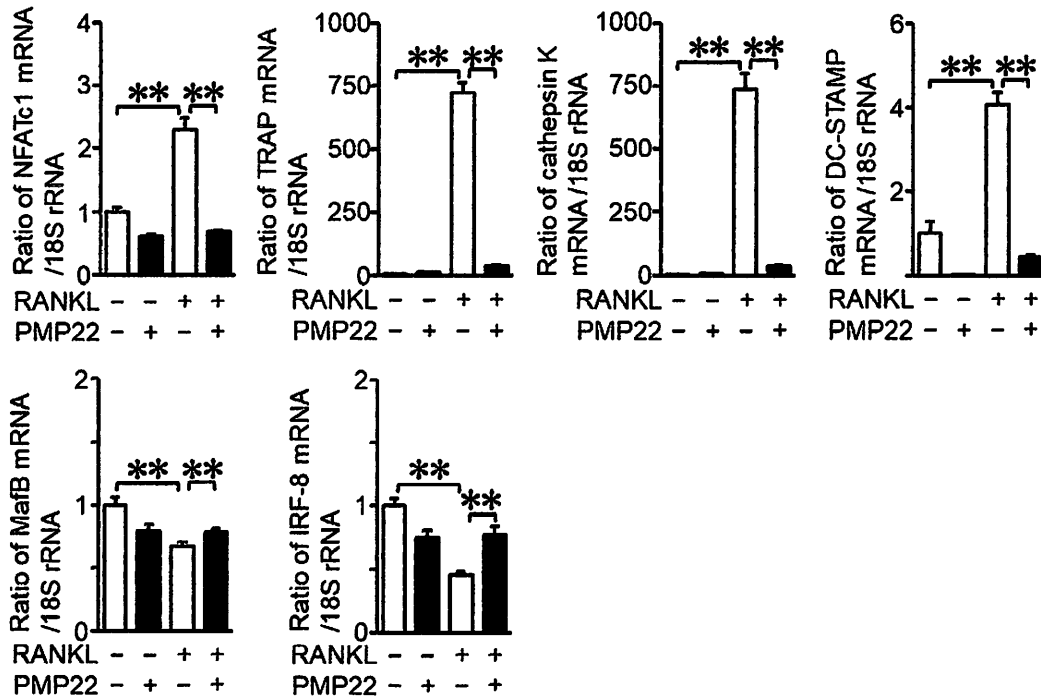 Ratio of NFATc1 mRNA
/18S rRNA
4
3
2
1
0
**
**
RANKL - - + +
PMP22 - + - +
Ratio of TRAP mRNA
/18S rRNA
1000
750
500
250
0
**
**
RANKL - - + +
PMP22 - + - +
Ratio of cathepsin K
mRNA /18S rRNA
1000
750
500
250
0
**
**
RANKL - - + +
PMP22 - + - +
Ratio of DC-STAMP
mRNA /18S rRNA
6
4
2
0
**
**
RANKL - - + +
PMP22 - + - +
Ratio of MafB mRNA
/18S rRNA
2
1
0
**
**
RANKL - - + +
PMP22 - + - +
Ratio of IRF-8 mRNA
/18S rRNA
2
1
0
**
**
RANKL - - + +
PMP22 - + - +